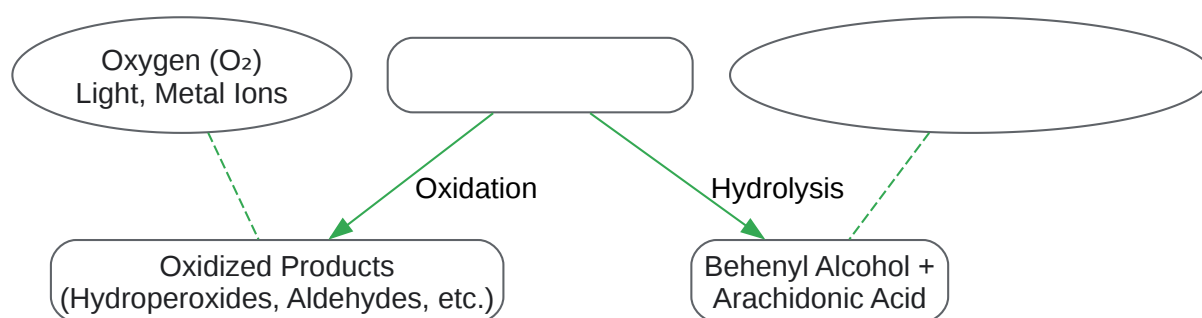 Oxygen (O₂)
Light, Metal Ions
Oxidation
Hydrolysis
Oxidized Products
(Hydroperoxides, Aldehydes, etc.)
Behenyl Alcohol +
Arachidonic Acid